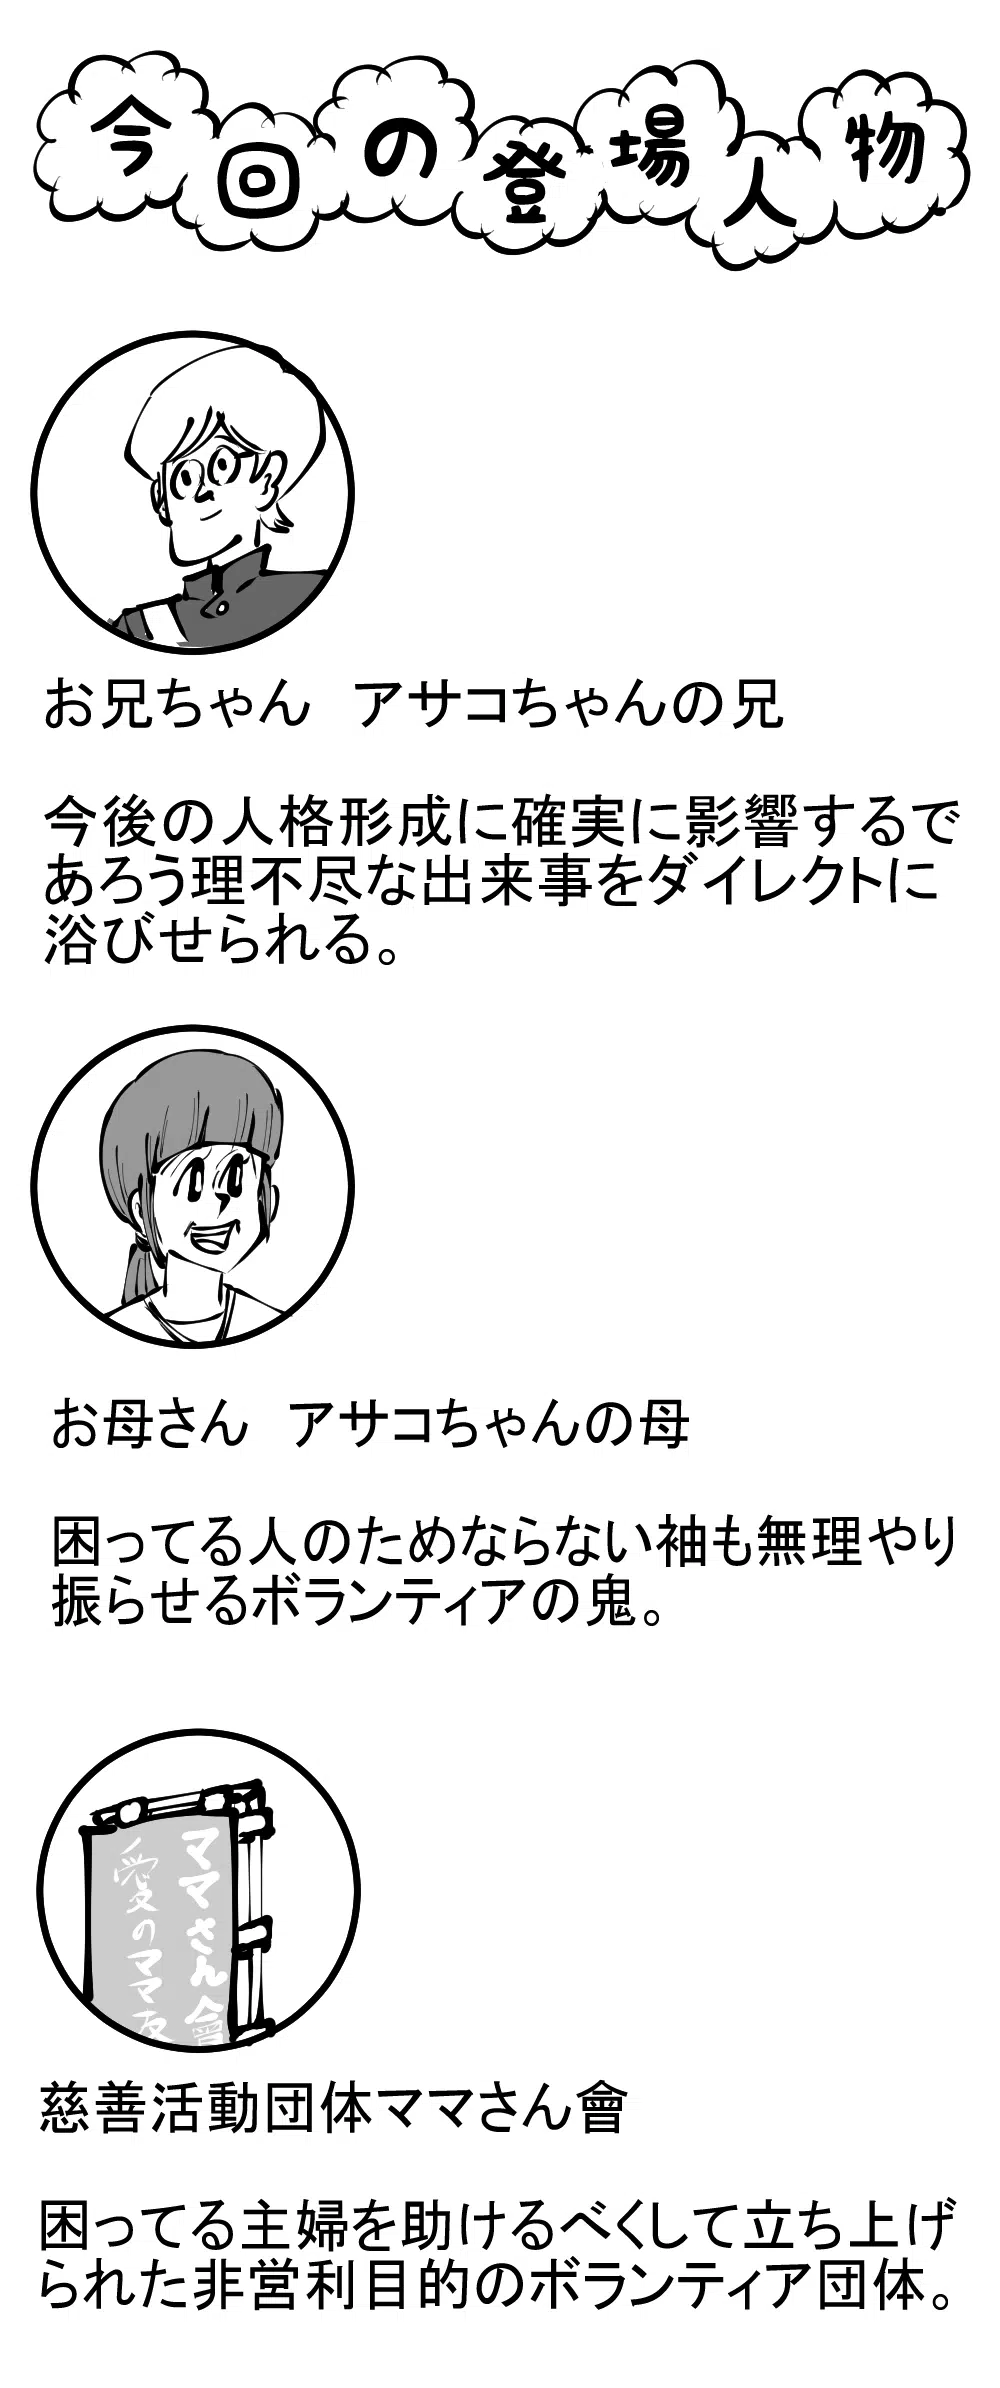 今回の登場人物
お兄ちゃん　アサコちゃんの兄
今後の人格形成に確実に影響するで
あろう理不尽な出来事をダイレクトに
浴びせられる。
お母さん　アサコちゃんの母
困ってる人のためならない袖も無理やり
振らせるボランティアの鬼。
ママさん會
愛のママ友
慈善活動団体ママさん會
困ってる主婦を助けるべくして立ち上げ
られた非営利目的のボランティア団体。